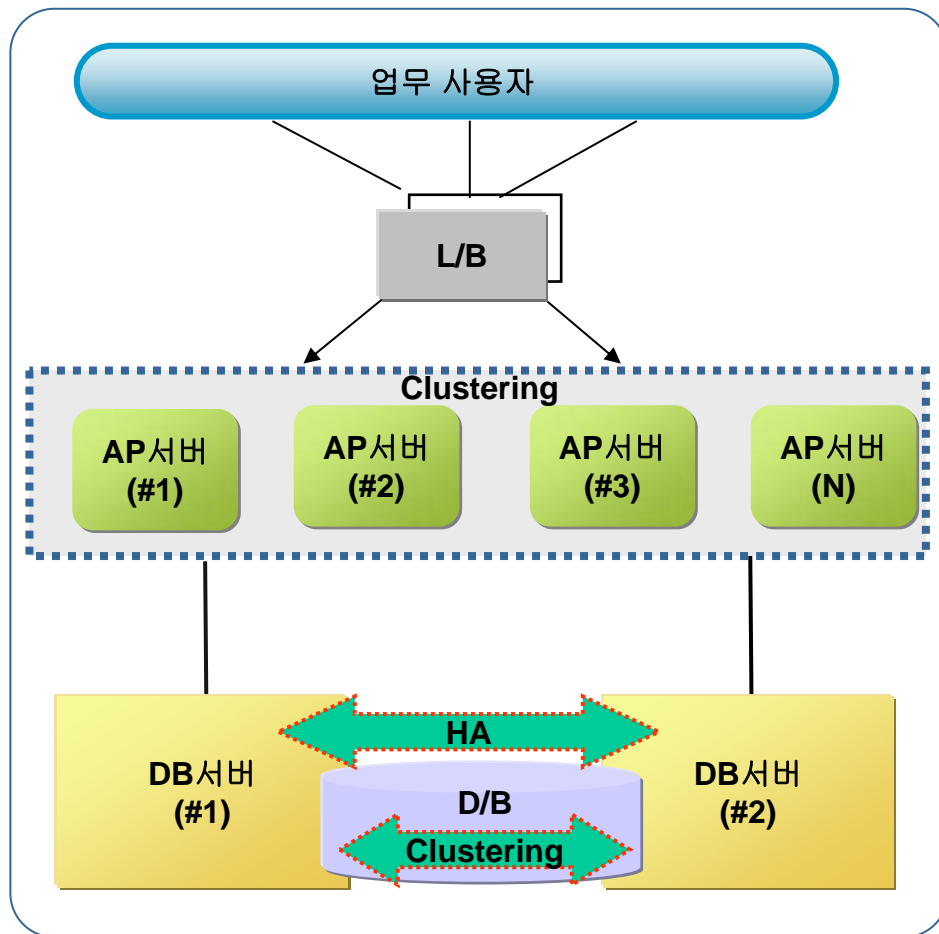 업무 사용자
L/B
Clustering
AP서버
(#1)
AP서버
(#2)
AP서버
(#3)
AP서버
(N)
HA
DB서버
(#1)
D/B
Clustering
DB서버
(#2)